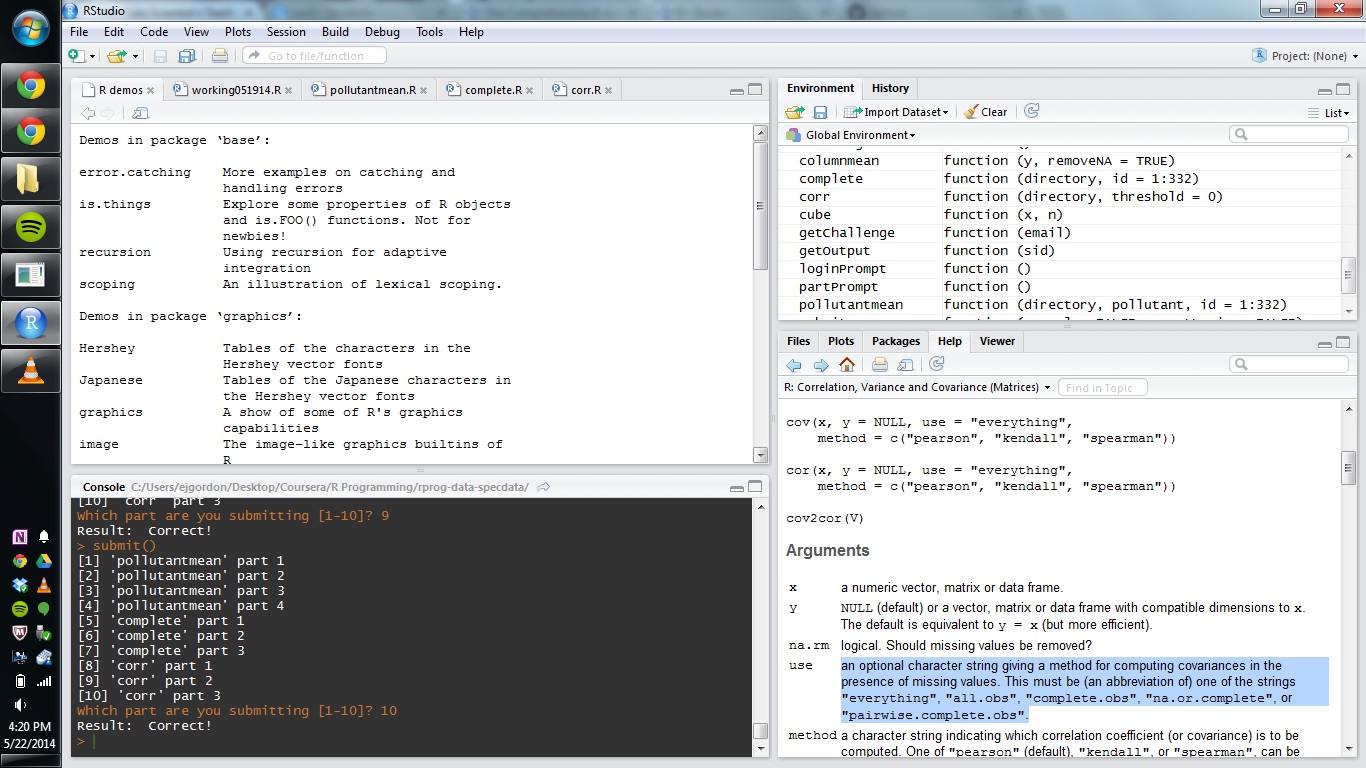 RStudio
File Edit Code View Plots Session Build Debug Tools Help
Go to file/function
Project: (None)
R demos
working051914.R
pollutantmean.R
complete.R
corr.R
Demos in package ‘base’:
error.catching More examples on catching and
handling errors
is.things Explore some properties of R objects
and is.FOO() functions. Not for
newbies!
recursion Using recursion for adaptive
integration
scoping An illustration of lexical scoping.
Demos in package ‘graphics’:
Hershey Tables of the characters in the
Hershey vector fonts
Japanese Tables of the Japanese characters in
the Hershey vector fonts
graphics A show of some of R's graphics
capabilities
image The image-like graphics builtins of
R
Console C:/Users/ejgordon/Desktop/Coursera/R Programming/rprog-data-specdata/
[10] 'corr' part 3
Which part are you submitting [1-10]? 9
Result: Correct!
> submit()
[1] 'pollutantmean' part 1
[2] 'pollutantmean' part 2
[3] 'pollutantmean' part 3
[4] 'pollutantmean' part 4
[5] 'complete' part 1
[6] 'complete' part 2
[7] 'complete' part 3
[8] 'corr' part 1
[9] 'corr' part 2
[10] 'corr' part 3
Which part are you submitting [1-10]? 10
Result: Correct!
>
Environment History
Import Dataset Clear List
Global Environment
columnmean function (y, removeNA = TRUE)
complete function (directory, id = 1:332)
corr function (directory, threshold = 0)
cube function (x, n)
getChallenge function (email)
getOutput function (sid)
loginPrompt function ()
partPrompt function ()
pollutantmean function (directory, pollutant, id = 1:332)
Files Plots Packages Help Viewer
R: Correlation, Variance and Covariance (Matrices) Find in Topic
cov(x, y = NULL, use = "everything",
method = c("pearson", "kendall", "spearman"))
cor(x, y = NULL, use = "everything",
method = c("pearson", "kendall", "spearman"))
cov2cor(V)
Arguments
x a numeric vector, matrix or data frame.
y NULL (default) or a vector, matrix or data frame with compatible dimensions to x.
The default is equivalent to y = x (but more efficient).
na.rm logical. Should missing values be removed?
use an optional character string giving a method for computing covariances in the
presence of missing values. This must be (an abbreviation of) one of the strings
"everything", "all.obs", "complete.obs", "na.or.complete", or
"pairwise.complete.obs".
method a character string indicating which correlation coefficient (or covariance) is to be
computed. One of "pearson" (default), "kendall", or "spearman", can be
4:20 PM
5/22/2014